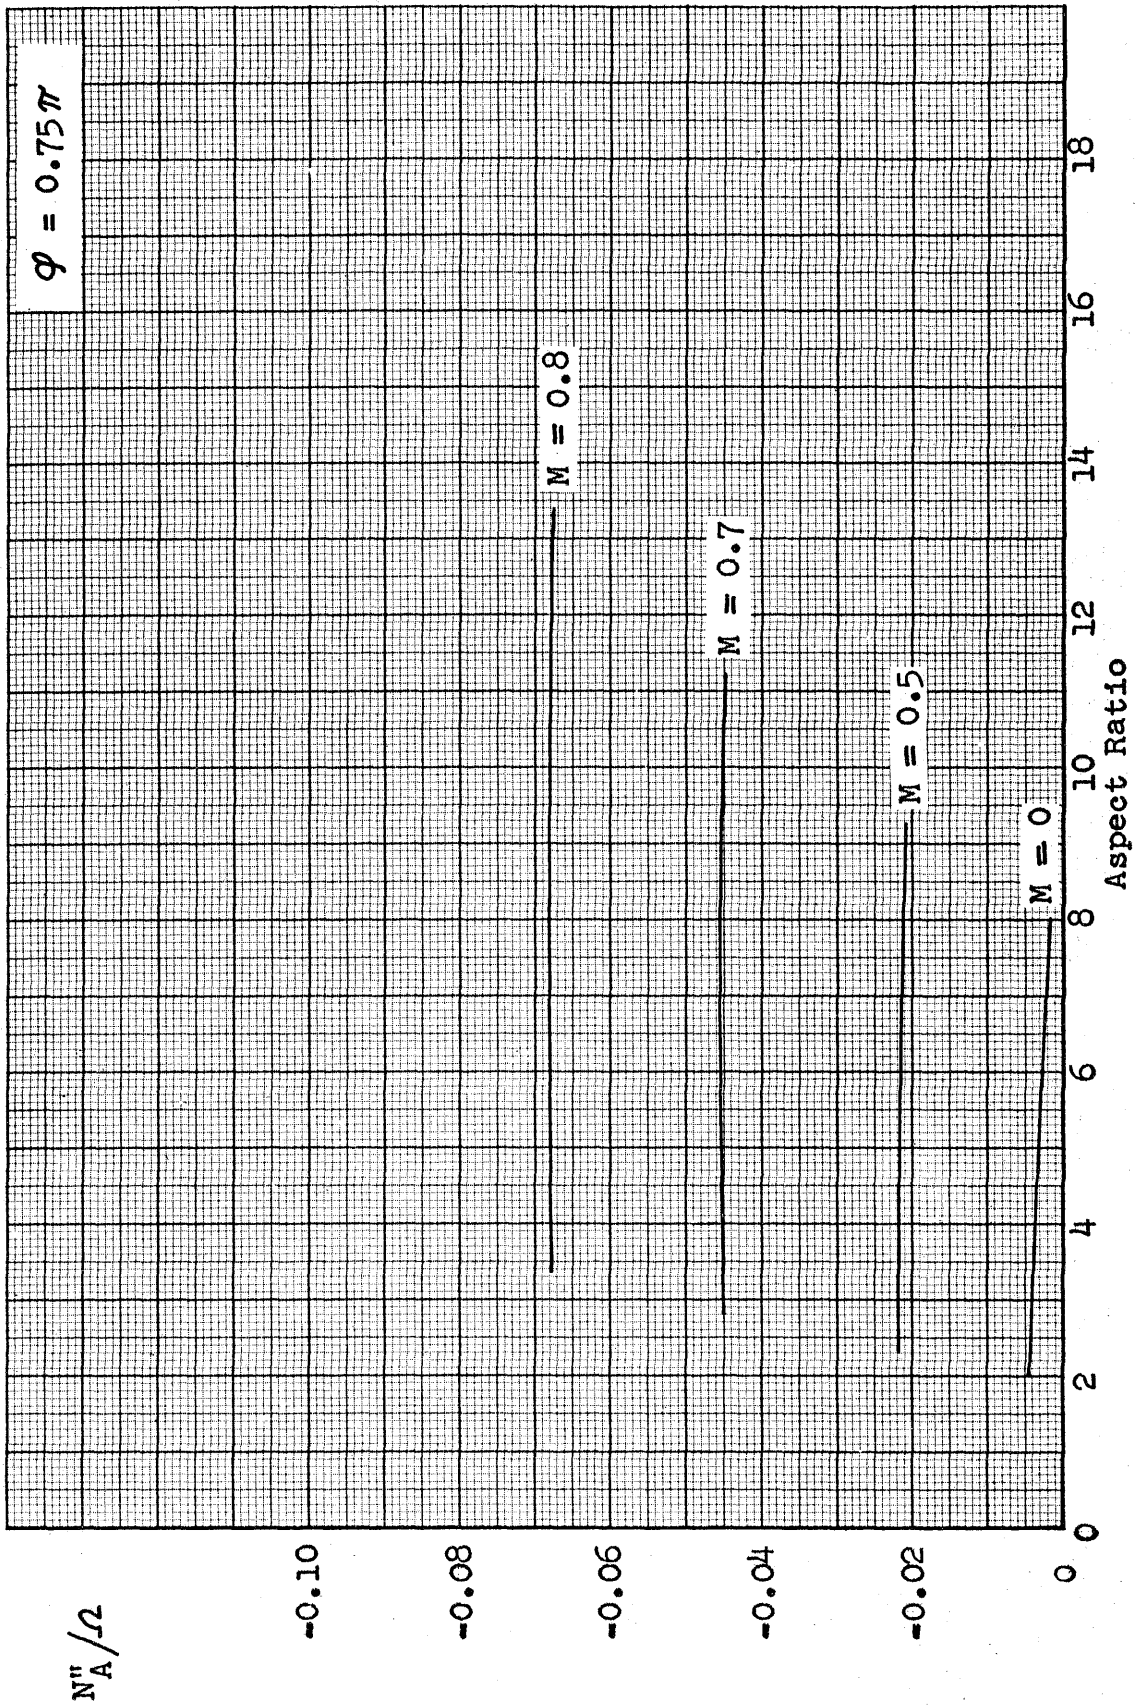 N"A/Ω
φ = 0.75π
-0.10
-0.08
-0.06
-0.04
-0.02
0
M = 0.8
M = 0.7
M = 0.5
M = 0
0 2 4 6 8 10 12 14 16 18
Aspect Ratio